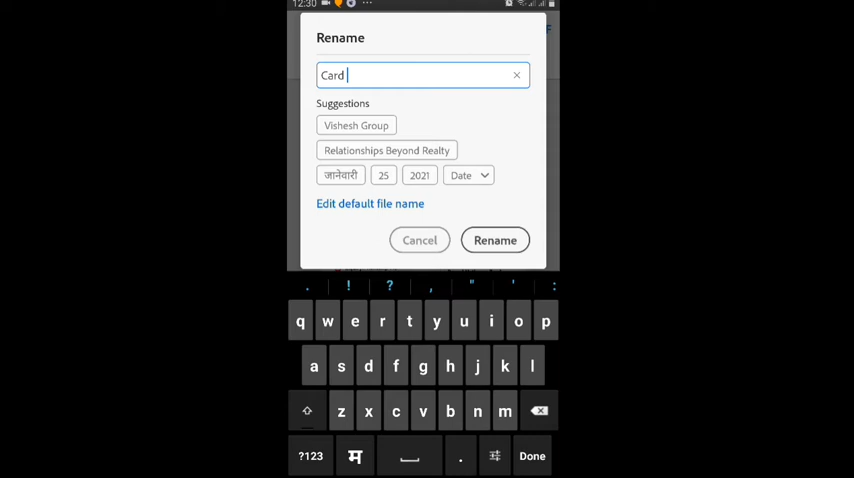 12:30
Rename
Card
Suggestions
Vishesh Group
Relationships Beyond Realty
जानेवारी 25 2021 Date
Edit default file name
Cancel Rename
. ! ? , " ' :
q w e r t y u i o p
a s d f g h j k l
z x c v b n m
?123 म . Done